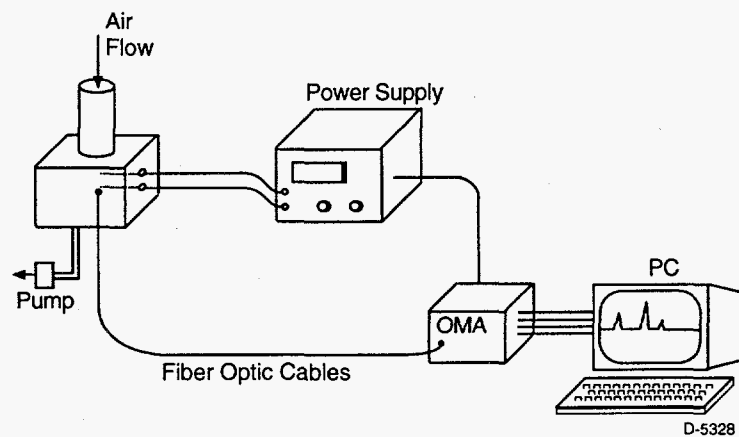 Air
Flow
Power Supply
Pump
OMA
PC
Fiber Optic Cables
D-5328